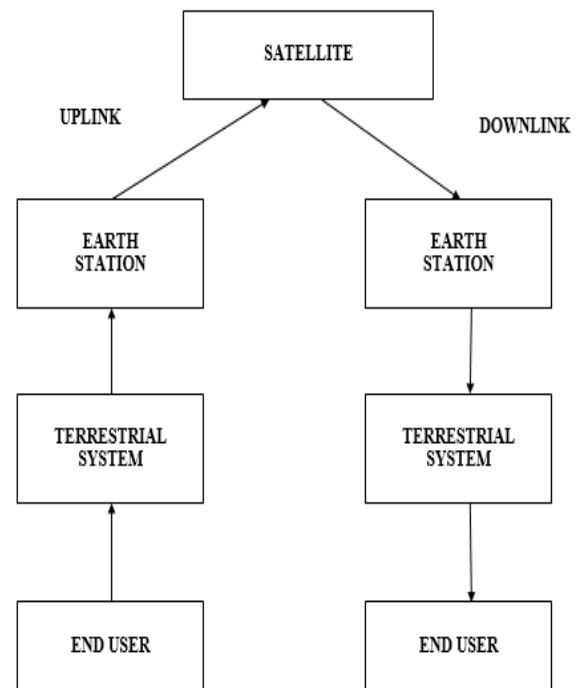 SATELLITE
UPLINK
DOWNLINK
EARTH
STATION
EARTH
STATION
TERRESTRIAL
SYSTEM
TERRESTRIAL
SYSTEM
END USER
END USER